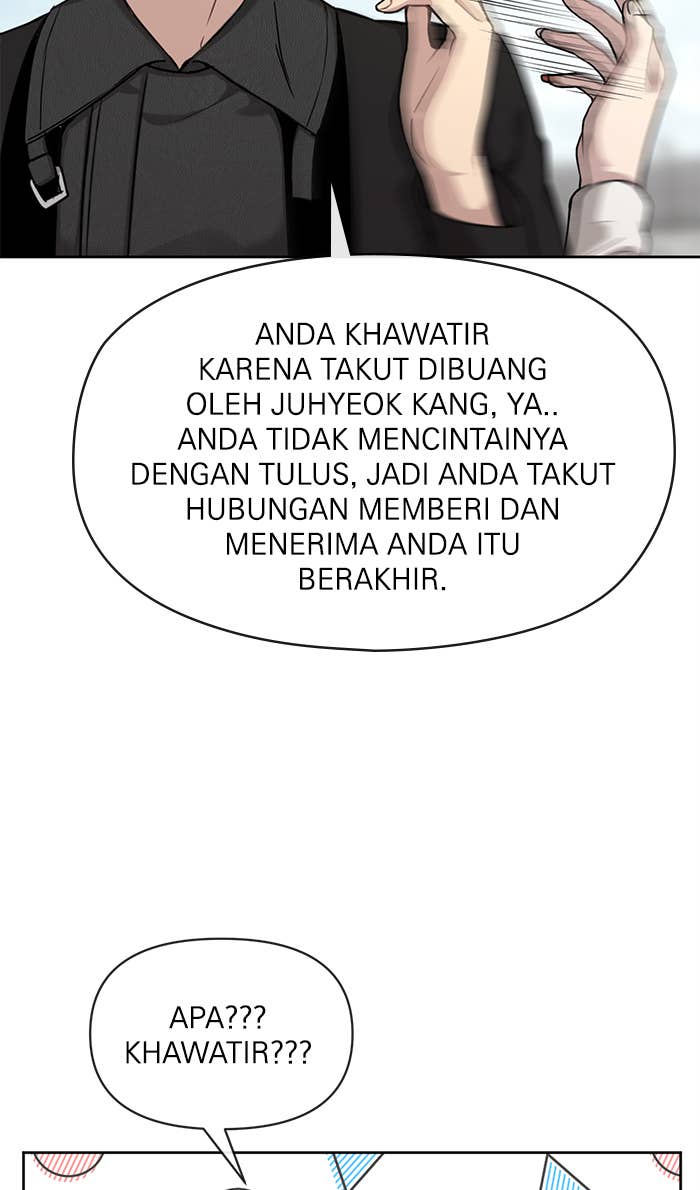 ANDA KHAWATIR
KARENA TAKUT DIBUANG
OLEH JUHYEOK KANG, YA..
ANDA TIDAK MENCINTAINYA
DENGAN TULUS, JADI ANDA TAKUT
HUBUNGAN MEMBERI DAN
MENERIMA ANDA ITU
BERAKHIR.
APA???
KHAWATIR???